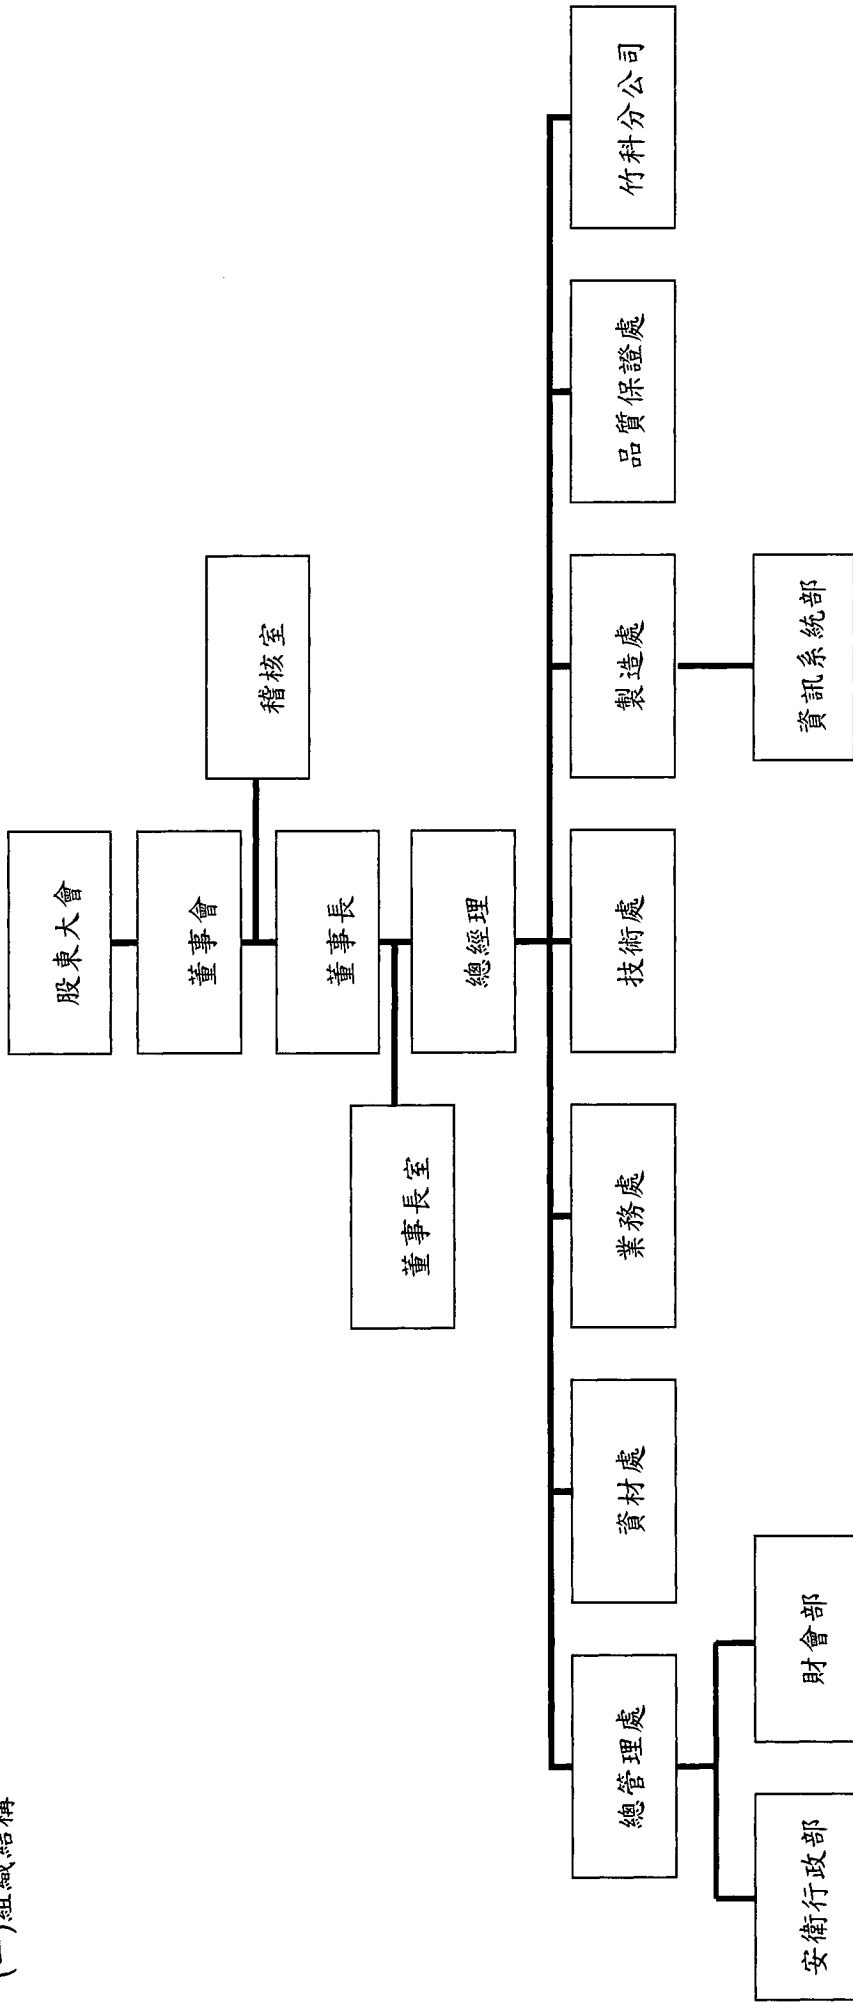 組織結構
股東大會
董事會
稽核室
董事長
董事長室
總經理
總管理處
資材處
業務處
技術處
製造處
品質保證處
竹科分公司
安衛行政部
財會部
資訊系統部